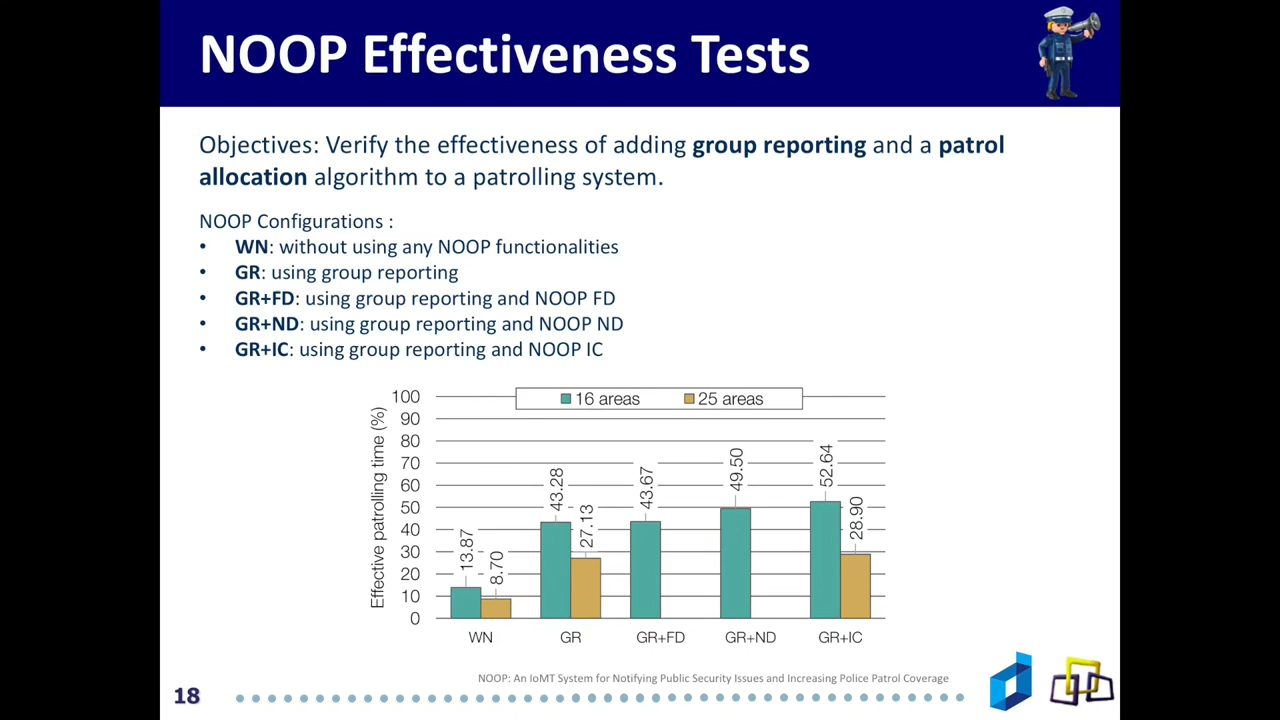 NOOP Effectiveness Tests
Objectives: Verify the effectiveness of adding group reporting and a patrol
allocation algorithm to a patrolling system.
NOOP Configurations :
• WN: without using any NOOP functionalities
• GR: using group reporting
• GR+FD: using group reporting and NOOP FD
• GR+ND: using group reporting and NOOP ND
• GR+IC: using group reporting and NOOP IC
16 areas 25 areas
Effective patrolling time (%)
100
90
80
70
60
50
40
30
20
10
0
13.87
8.70
43.28
27.13
43.67
49.50
52.64
28.90
WN GR GR+FD GR+ND GR+IC
NOOP: An IoMT System for Notifying Public Security Issues and Increasing Police Patrol Coverage
18